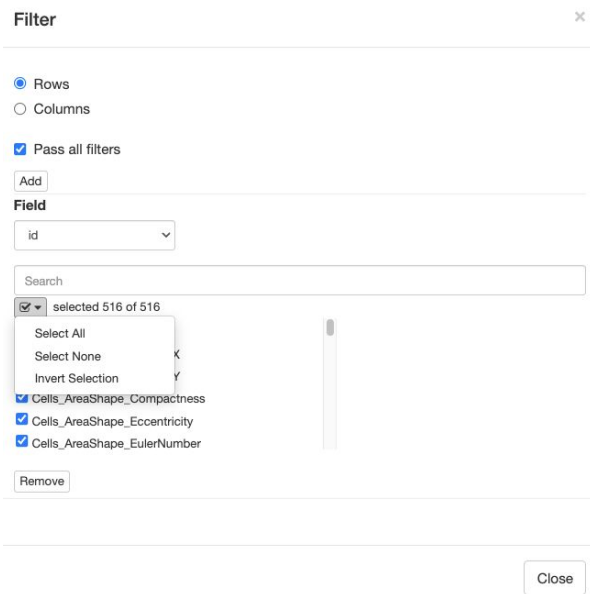 Filter
×
Rows
Columns
Pass all filters
Add
Field
id
Search
selected 516 of 516
Select All
Select None
X
Invert Selection
Y
Cells_AreaShape_Compactness
Cells_AreaShape_Eccentricity
Cells_AreaShape_EulerNumber
Remove
Close